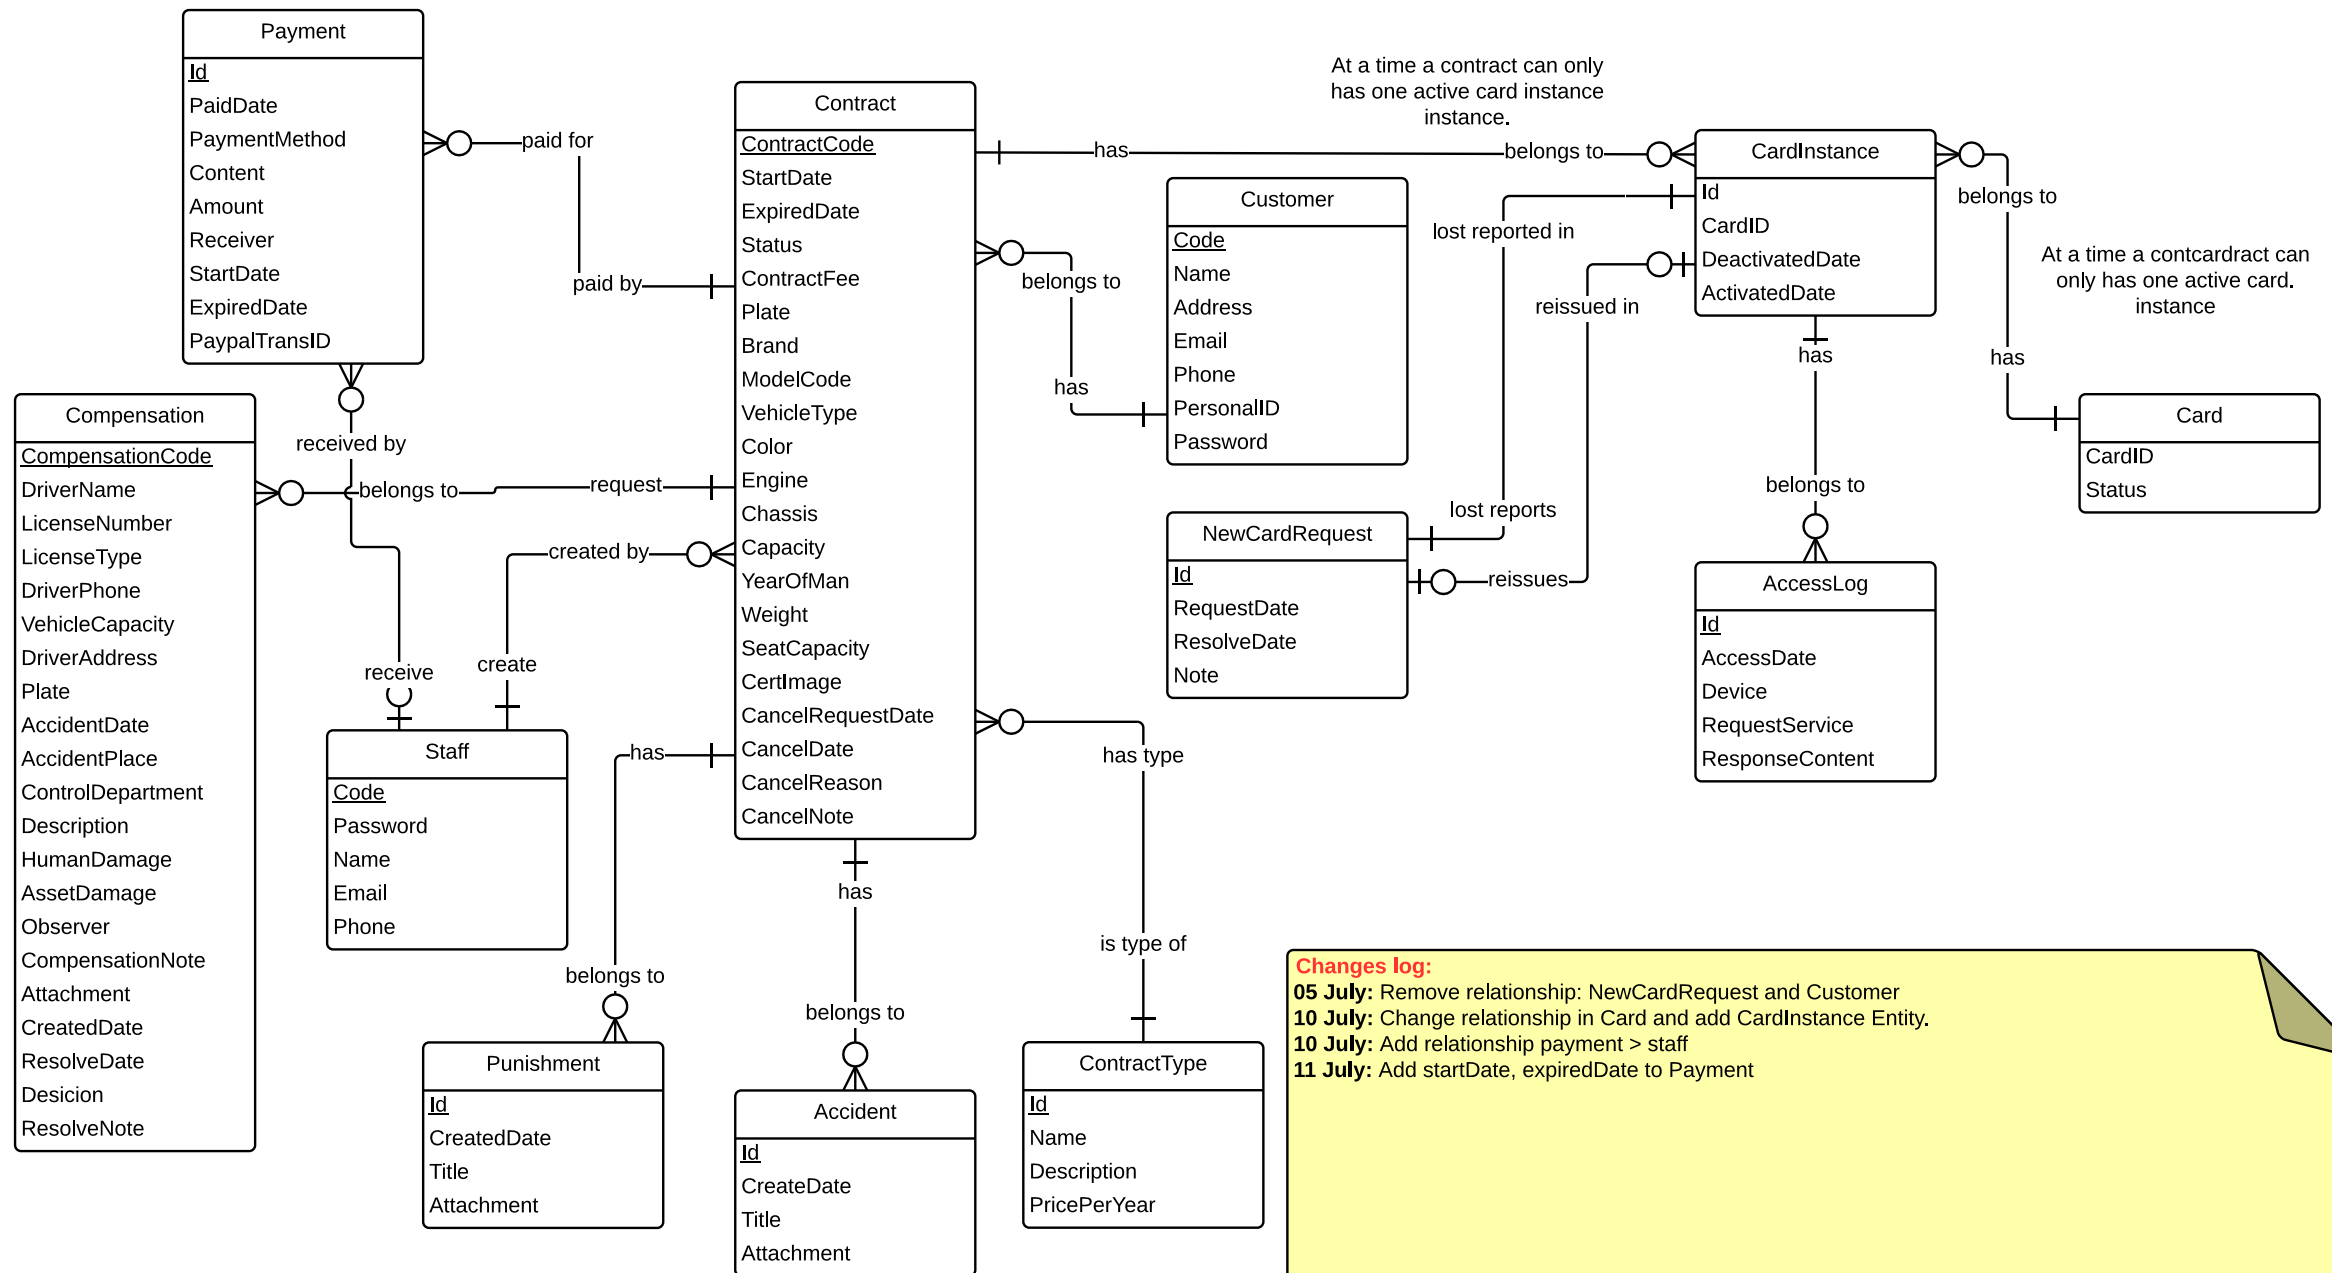 Payment
Id
PaidDate
PaymentMethod
Content
Amount
Receiver
StartDate
ExpiredDate
PaypalTransID
paid for
paid by
received by
receive
Compensation
CompensationCode
DriverName
LicenseNumber
LicenseType
DriverPhone
VehicleCapacity
DriverAddress
Plate
AccidentDate
AccidentPlace
ControlDepartment
Description
HumanDamage
AssetDamage
Observer
CompensationNote
Attachment
CreatedDate
ResolveDate
Desicion
ResolveNote
belongs to
request
created by
create
Staff
Code
Password
Name
Email
Phone
Contract
ContractCode
StartDate
ExpiredDate
Status
ContractFee
Plate
Brand
ModelCode
VehicleType
Color
Engine
Chassis
Capacity
YearOfMan
Weight
SeatCapacity
CertImage
CancelRequestDate
CancelDate
CancelReason
CancelNote
has
belongs to
Punishment
Id
CreatedDate
Title
Attachment
has
belongs to
Accident
Id
CreateDate
Title
Attachment
has type
is type of
ContractType
Id
Name
Description
PricePerYear
At a time a contract can only
has one active card instance
instance.
has
belongs to
belongs to
has
Customer
Code
Name
Address
Email
Phone
PersonalID
Password
lost reported in
reissued in
lost reports
reissues
NewCardRequest
Id
RequestDate
ResolveDate
Note
CardInstance
Id
CardID
DeactivatedDate
ActivatedDate
belongs to
At a time a contcardract can
only has one active card.
instance
has
Card
CardID
Status
has
belongs to
AccessLog
Id
AccessDate
Device
RequestService
ResponseContent
Changes log:
05 July: Remove relationship: NewCardRequest and Customer
10 July: Change relationship in Card and add CardInstance Entity.
10 July: Add relationship payment > staff
11 July: Add startDate, expiredDate to Payment